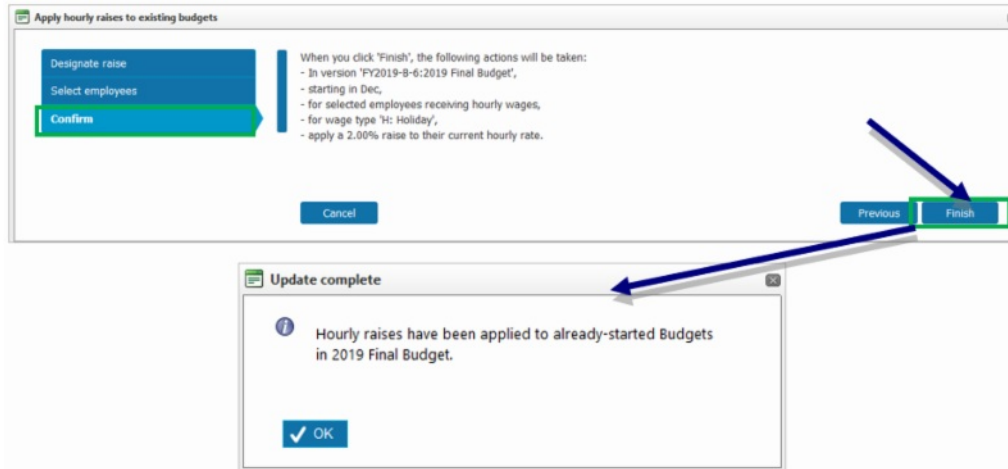 Apply hourly raises to existing budgets
Designate raise
Select employees
Confirm
When you click 'Finish', the following actions will be taken:
- In version 'FY2019-B-6:2019 Final Budget',
- starting in Dec,
- for selected employees receiving hourly wages,
- for wage type 'H: Holiday',
- apply a 2.00% raise to their current hourly rate.
Cancel
Previous
Finish
Update complete
Hourly raises have been applied to already-started Budgets
in 2019 Final Budget.
OK